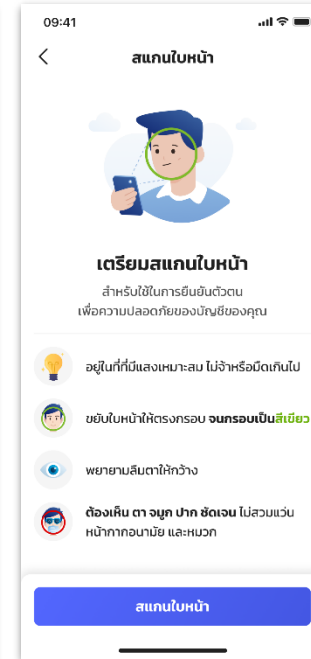 09:41
สแกนใบหน้า
เตรียมสแกนใบหน้า
สำหรับใช้ในการยืนยันตัวตน
เพื่อความปลอดภัยของบัญชีของคุณ
อยู่ในที่ที่มีแสงเหมาะสม ไม่จ้าหรือมืดเกินไป
ขยับใบหน้าให้ตรงกรอบ จนกรอบเป็นสีเขียว
พยายามลืมตาให้กว้าง
ต้องเห็น ตา จมูก ปาก ชัดเจน ไม่สวมแว่น
หน้ากากอนามัย และหมวก
สแกนใบหน้า